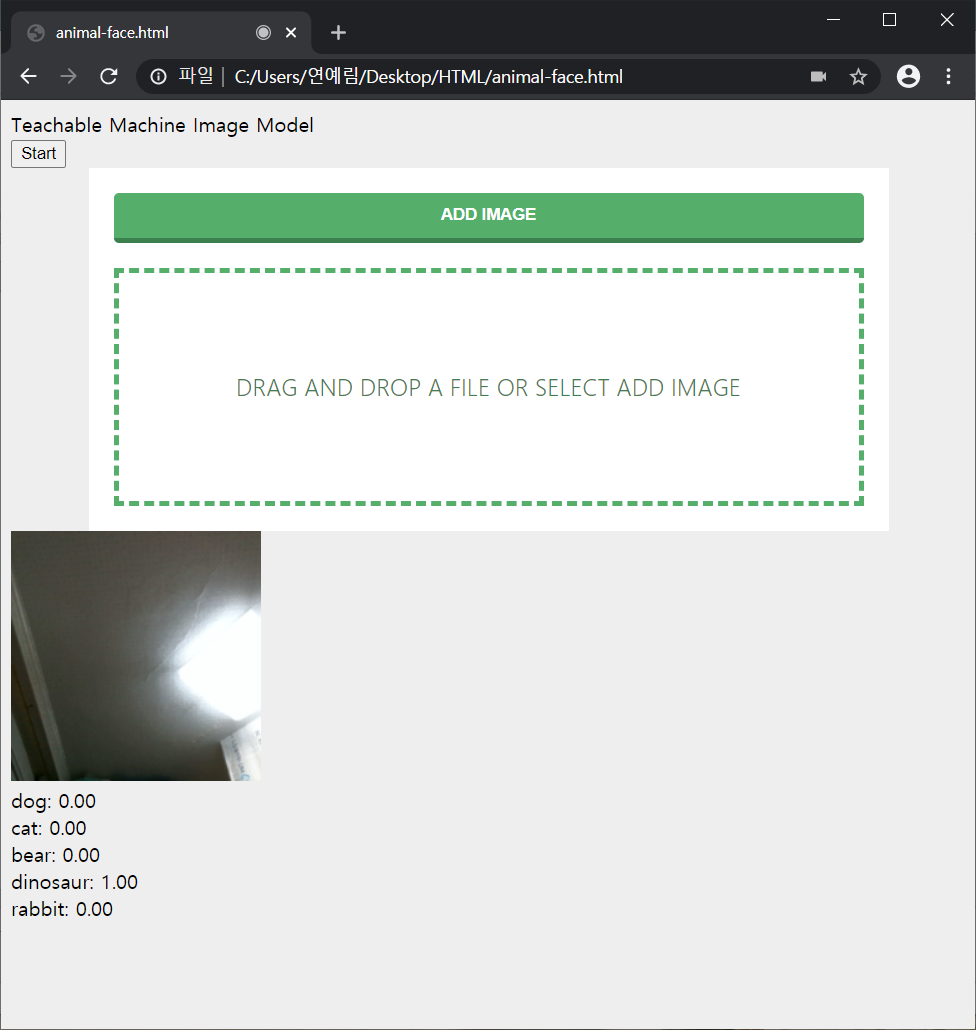 animal-face.html
파일 | C:/Users/연예림/Desktop/HTML/animal-face.html
Teachable Machine Image Model
Start
ADD IMAGE
DRAG AND DROP A FILE OR SELECT ADD IMAGE
dog: 0.00
cat: 0.00
bear: 0.00
dinosaur: 1.00
rabbit: 0.00